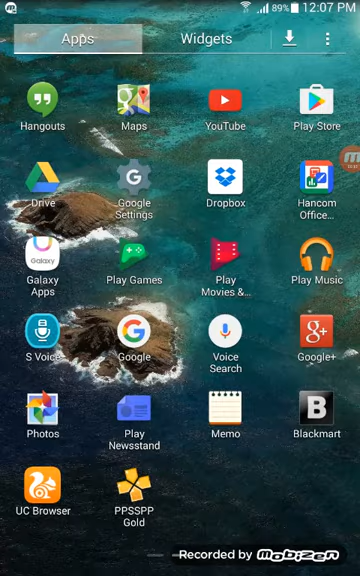 89% 12:07 PM
Apps Widgets
Hangouts Maps YouTube Play Store
Drive Google Settings Dropbox Hancom Office...
Galaxy
Galaxy Apps Play Games Play Movies &... Play Music
S Voice Google Voice Search Google+
Photos Play Newsstand Memo Blackmart
UC Browser PPSSPP Gold
Recorded by Mobizen